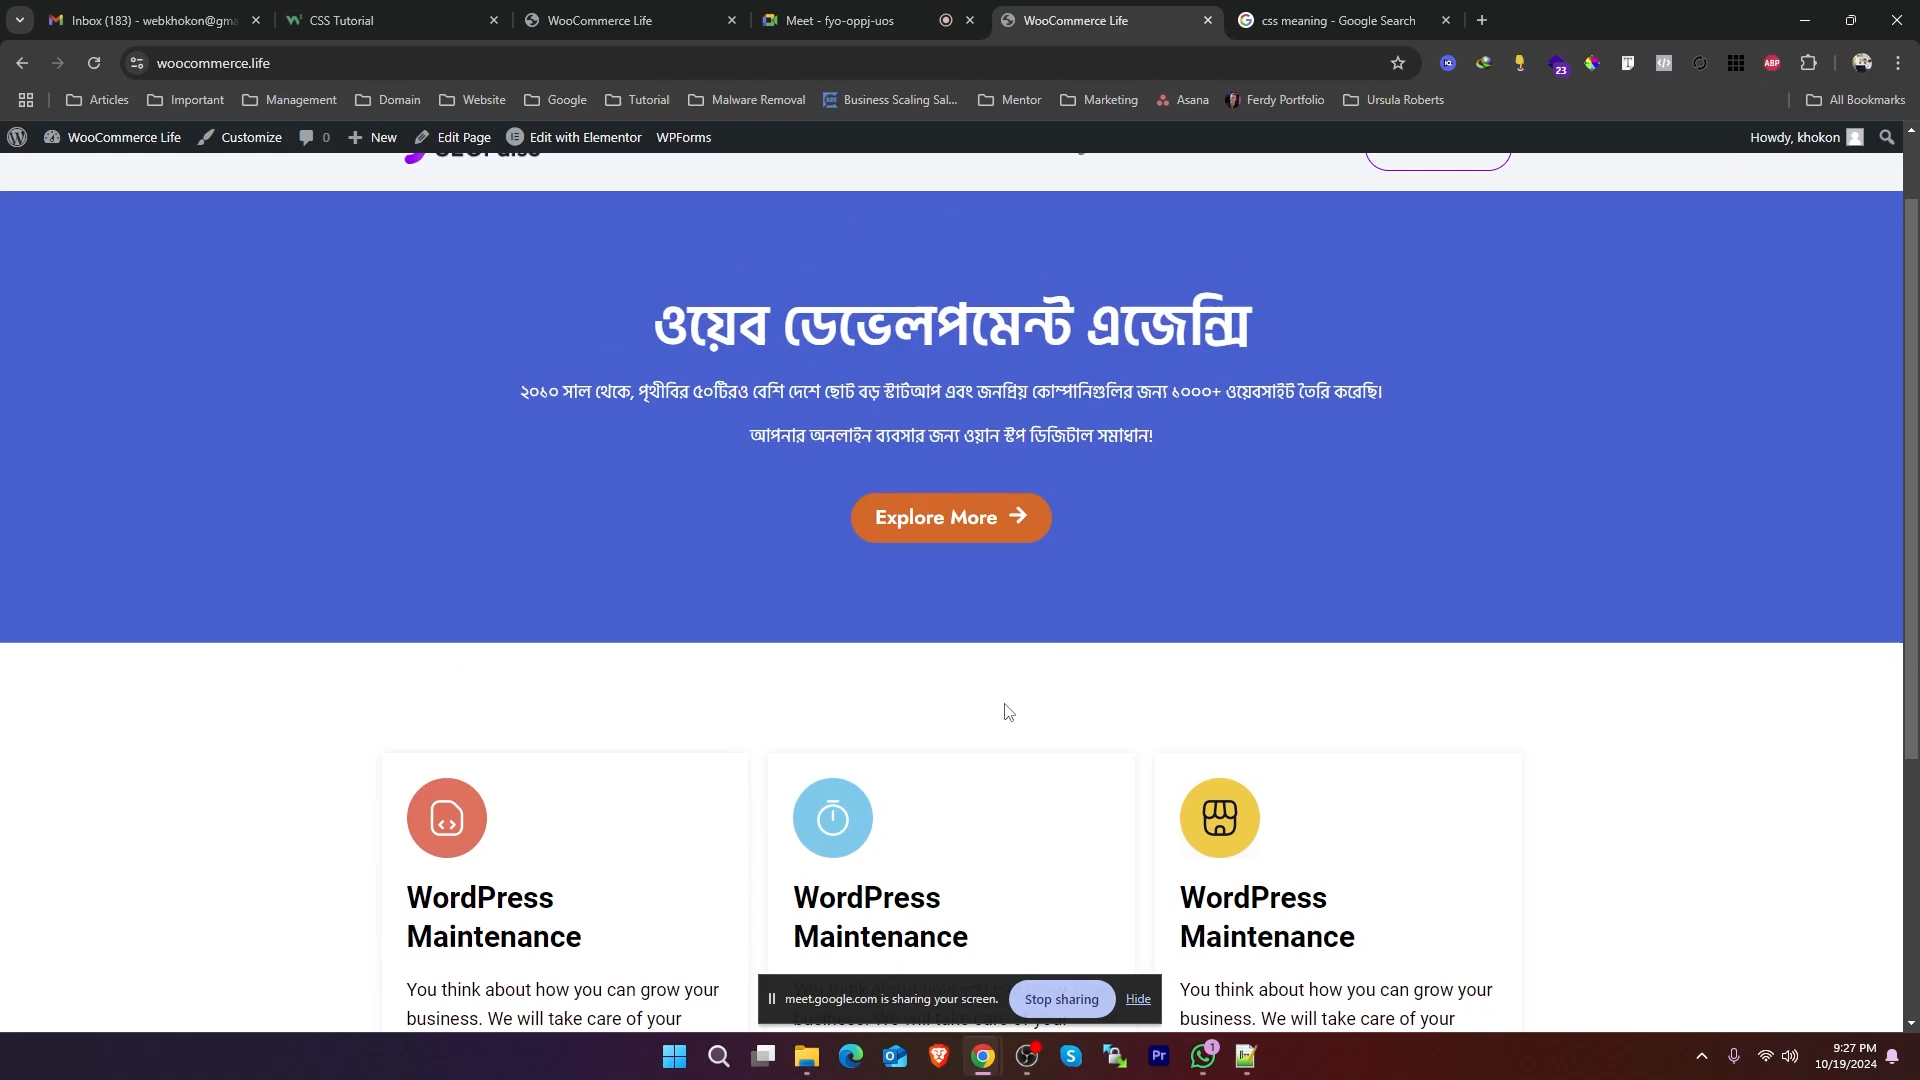 Inbox (183) - webkhokon@gma
CSS Tutorial
WooCommerce Life
Meet - fyo-oppj-uos
WooCommerce Life
css meaning - Google Search
woocommerce.life
23
ABP
Articles
Important
Management
Domain
Website
Google
Tutorial
Malware Removal
Business Scaling Sal...
Mentor
Marketing
Asana
Ferdy Portfolio
Ursula Roberts
All Bookmarks
WooCommerce Life
Customize
0
New
Edit Page
Edit with Elementor
WPForms
Howdy, khokon
ওয়েব ডেভেলপমেন্ট এজেন্সি
২০১০ সাল থেকে, পৃথীবির ৫০টিরও বেশি দেশে ছোট বড় স্টার্টআপ এবং জনপ্রিয় কোম্পানিগুলির জন্য ১০০০+ ওয়েবসাইট তৈরি করেছি।
আপনার অনলাইন ব্যবসার জন্য ওয়ান স্টপ ডিজিটাল সমাধান!
Explore More
WordPress
Maintenance
You think about how you can grow your
business. We will take care of your
WordPress
Maintenance
WordPress
Maintenance
You think about how you can grow your
business. We will take care of your
meet.google.com is sharing your screen.
Stop sharing
Hide
1
9:27 PM
10/19/2024